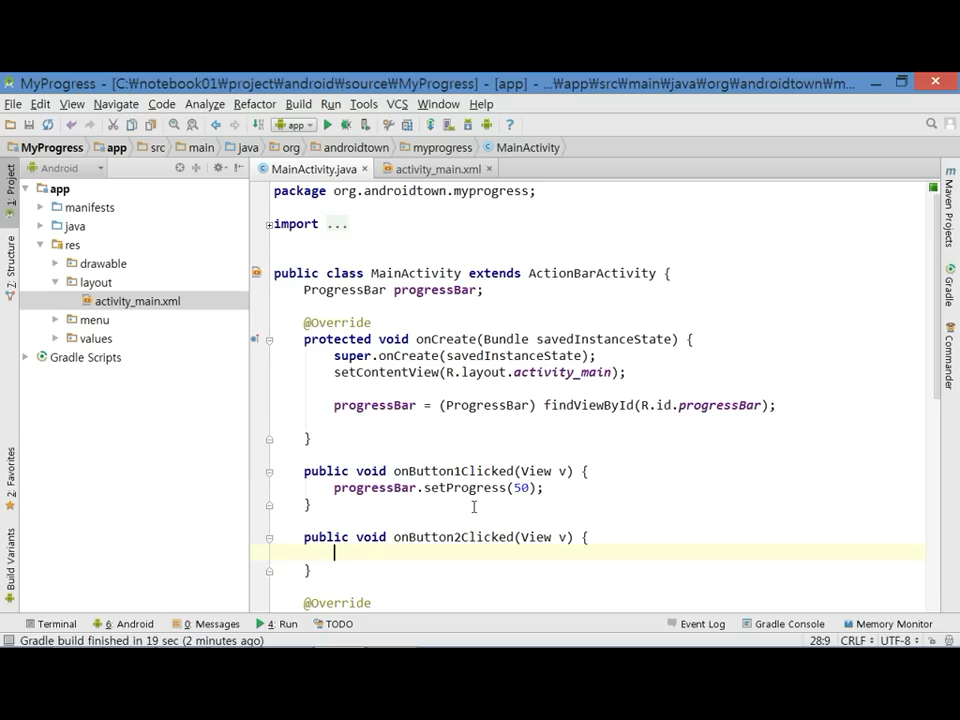 MyProgress - [C:₩notebook01₩project₩android₩source₩MyProgress] - [app] - ...₩app₩src₩main₩java₩org₩androidtown₩m...
File Edit View Navigate Code Analyze Refactor Build Run Tools VCS Window Help
app
MyProgress app src main java org androidtown myprogress MainActivity
1: Project
7: Structure
2: Favorites
Build Variants
Android
app
manifests
java
res
drawable
layout
activity_main.xml
menu
values
Gradle Scripts
MainActivity.java × activity_main.xml ×
package org.androidtown.myprogress;
import ...
public class MainActivity extends ActionBarActivity {
ProgressBar progressBar;
@Override
protected void onCreate(Bundle savedInstanceState) {
super.onCreate(savedInstanceState);
setContentView(R.layout.activity_main);
progressBar = (ProgressBar) findViewById(R.id.progressBar);
}
public void onButton1Clicked(View v) {
progressBar.setProgress(50);
}
public void onButton2Clicked(View v) {
}
@Override
Maven Projects
Gradle
Commander
Terminal 6: Android 0: Messages 4: Run TODO Event Log Gradle Console Memory Monitor
Gradle build finished in 19 sec (2 minutes ago) 28:9 CRLF UTF-8